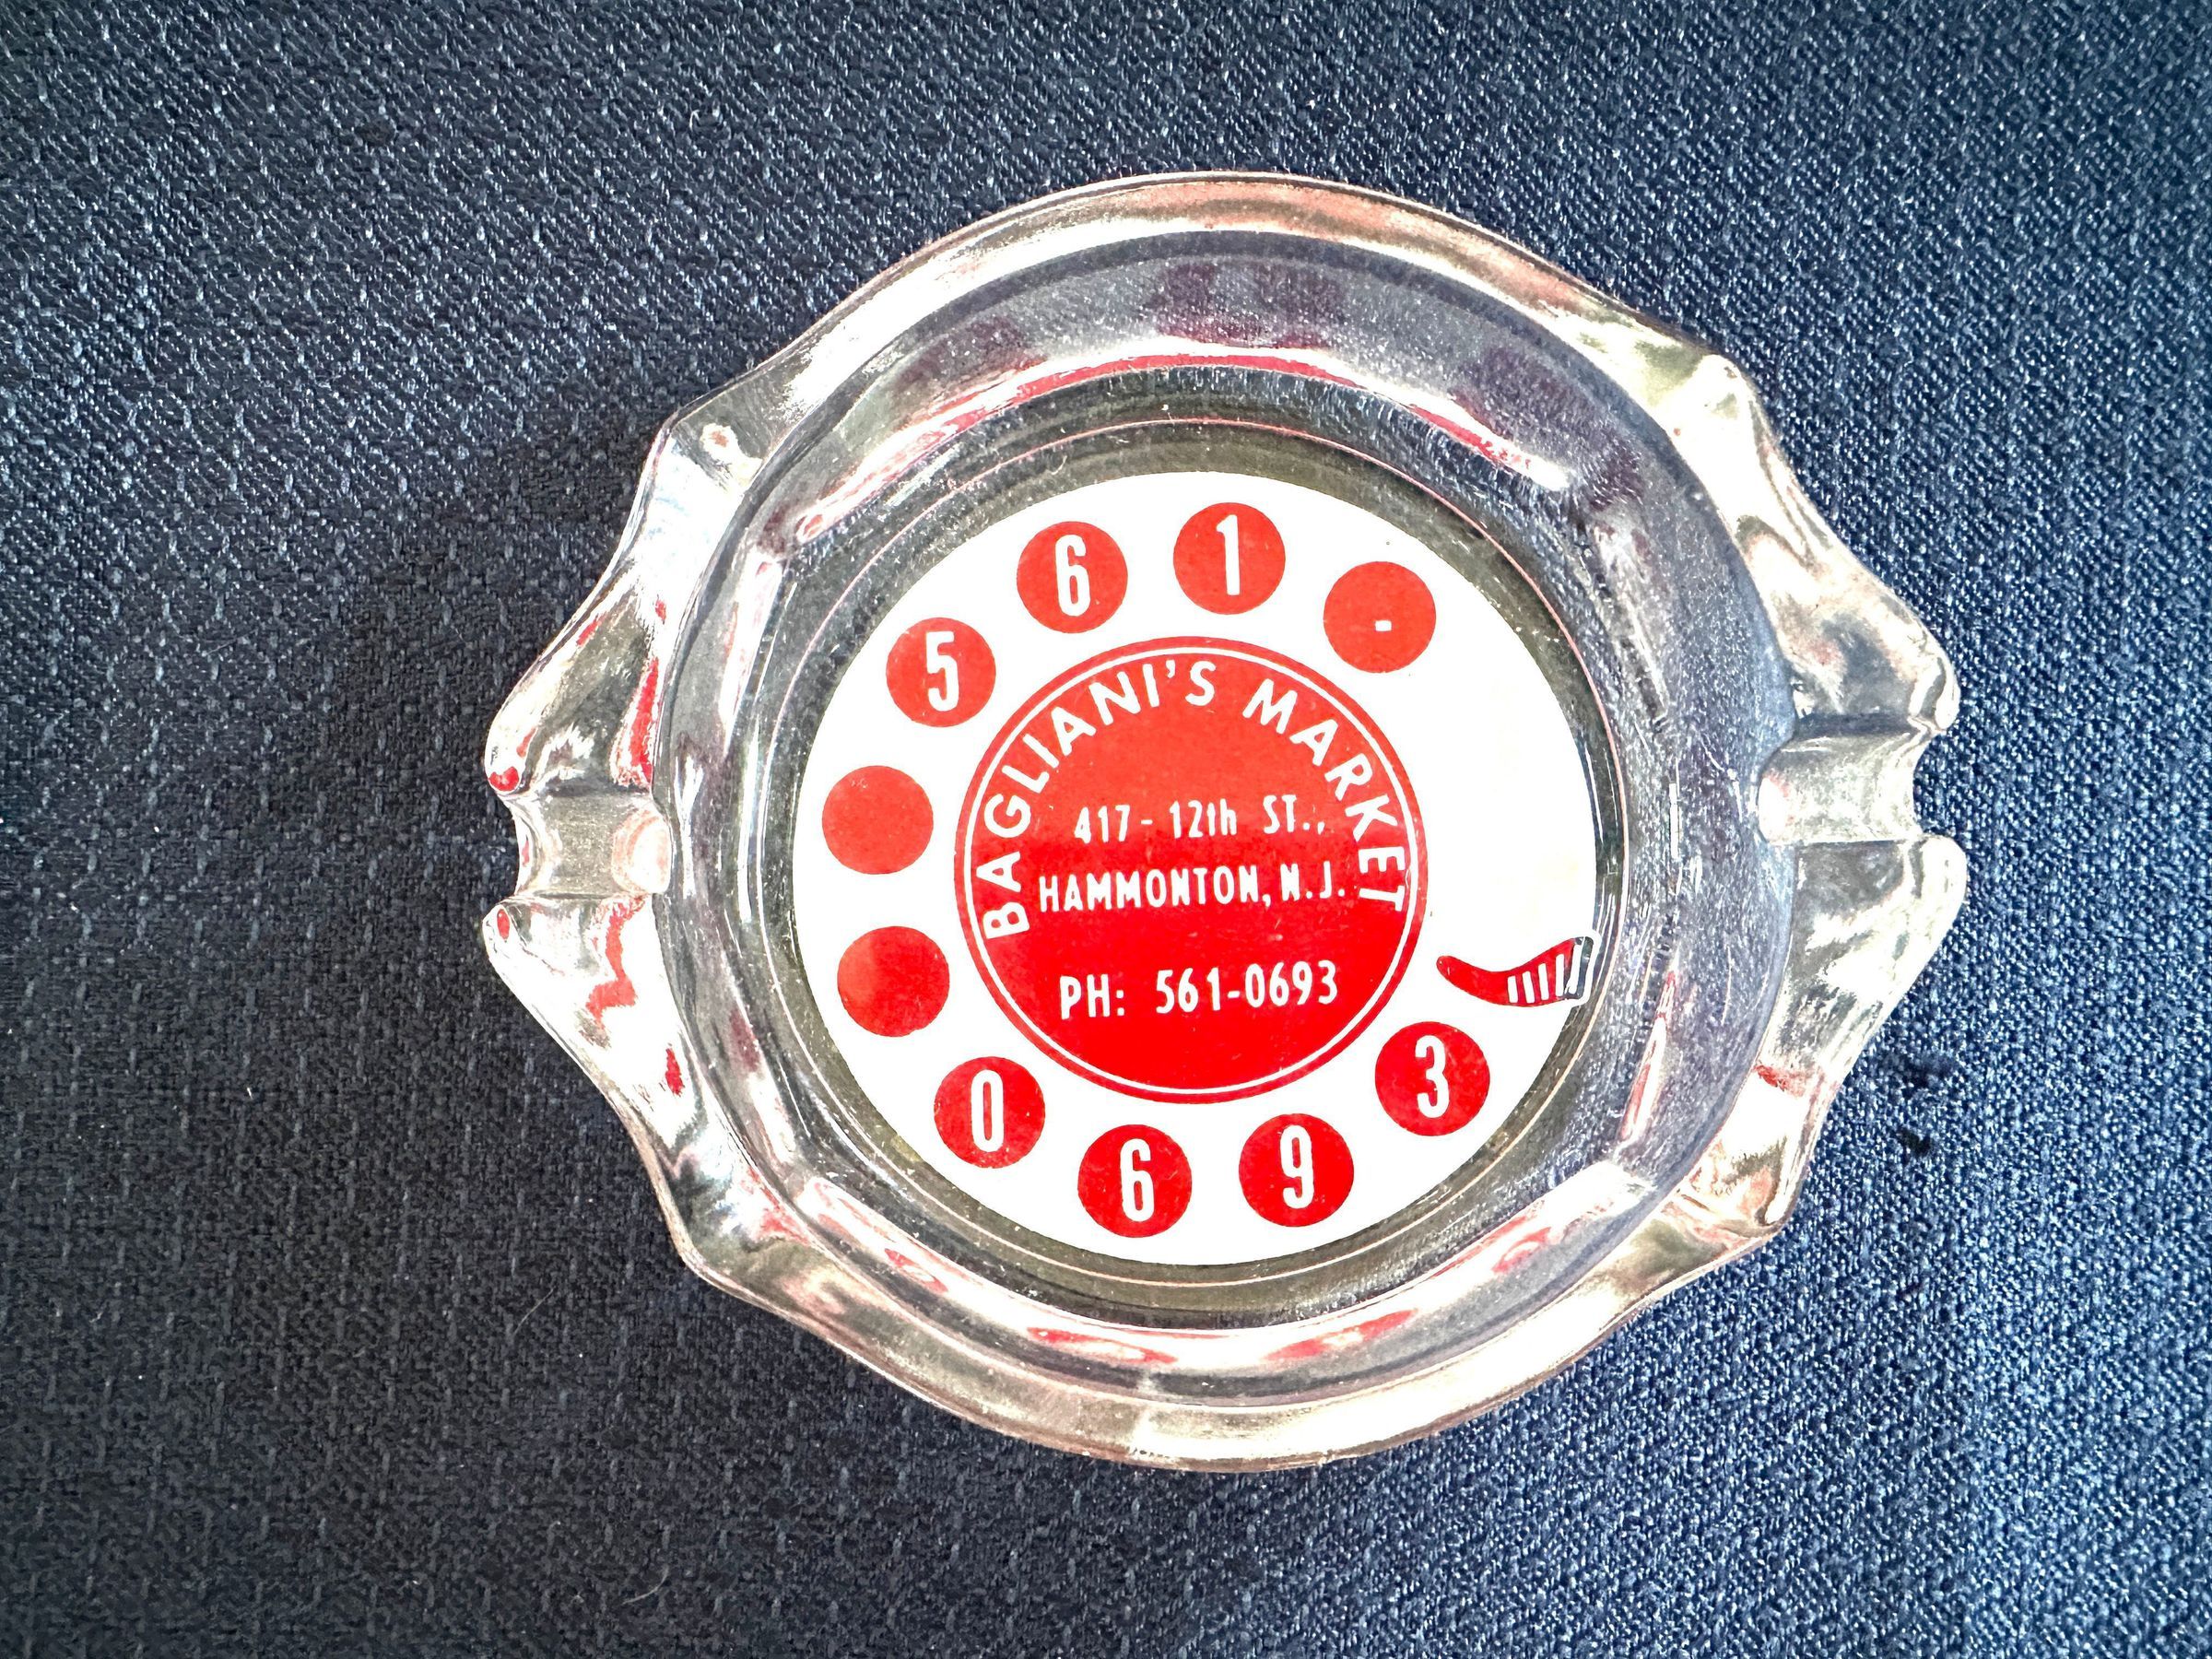 5 6 1 -
BAGLIANI'S MARKET
417 - 12th ST.,
HAMMONTON, N.J.
PH: 561-0693
0 6 9 3